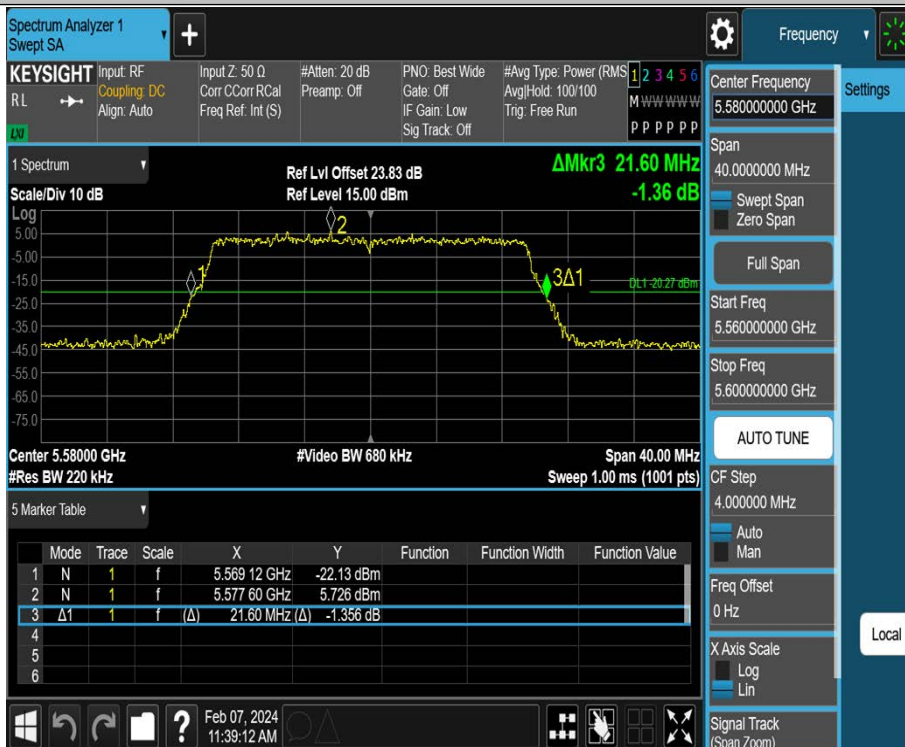 Spectrum Analyzer 1
Swept SA
+
Frequency
KEYSIGHT
R L
LXI
Input: RF
Coupling: DC
Align: Auto
Input Z: 50 Ω
Corr CCorr RCal
Freq Ref: Int (S)
#Atten: 20 dB
Preamp: Off
PNO: Best Wide
Gate: Off
IF Gain: Low
Sig Track: Off
#Avg Type: Power (RMS
Avg|Hold: 100/100
Trig: Free Run
1 2 3 4 5 6
M W W W W W
P P P P P P
Center Frequency
5.580000000 GHz
Settings
Span
40.0000000 MHz
Swept Span
Zero Span
Full Span
Start Freq
5.560000000 GHz
Stop Freq
5.600000000 GHz
AUTO TUNE
CF Step
4.000000 MHz
Auto
Man
Freq Offset
0 Hz
X Axis Scale
Log
Lin
Signal Track
(Span Zoom)
Local
1 Spectrum
Scale/Div 10 dB
Ref Lvl Offset 23.83 dB
Ref Level 15.00 dBm
ΔMkr3 21.60 MHz
-1.36 dB
Log
5.00
-5.00
-15.0
-25.0
-35.0
-45.0
-55.0
-65.0
-75.0
1
2
3Δ1
DL1 -20.27 dBm
Center 5.58000 GHz
#Video BW 680 kHz
Span 40.00 MHz
#Res BW 220 kHz
Sweep 1.00 ms (1001 pts)
5 Marker Table
Mode Trace Scale X Y Function Function Width Function Value
1 N 1 f 5.569 12 GHz -22.13 dBm
2 N 1 f 5.577 60 GHz 5.726 dBm
3 Δ1 1 f (Δ) 21.60 MHz (Δ) -1.356 dB
4
5
6
?
Feb 07, 2024
11:39:12 AM